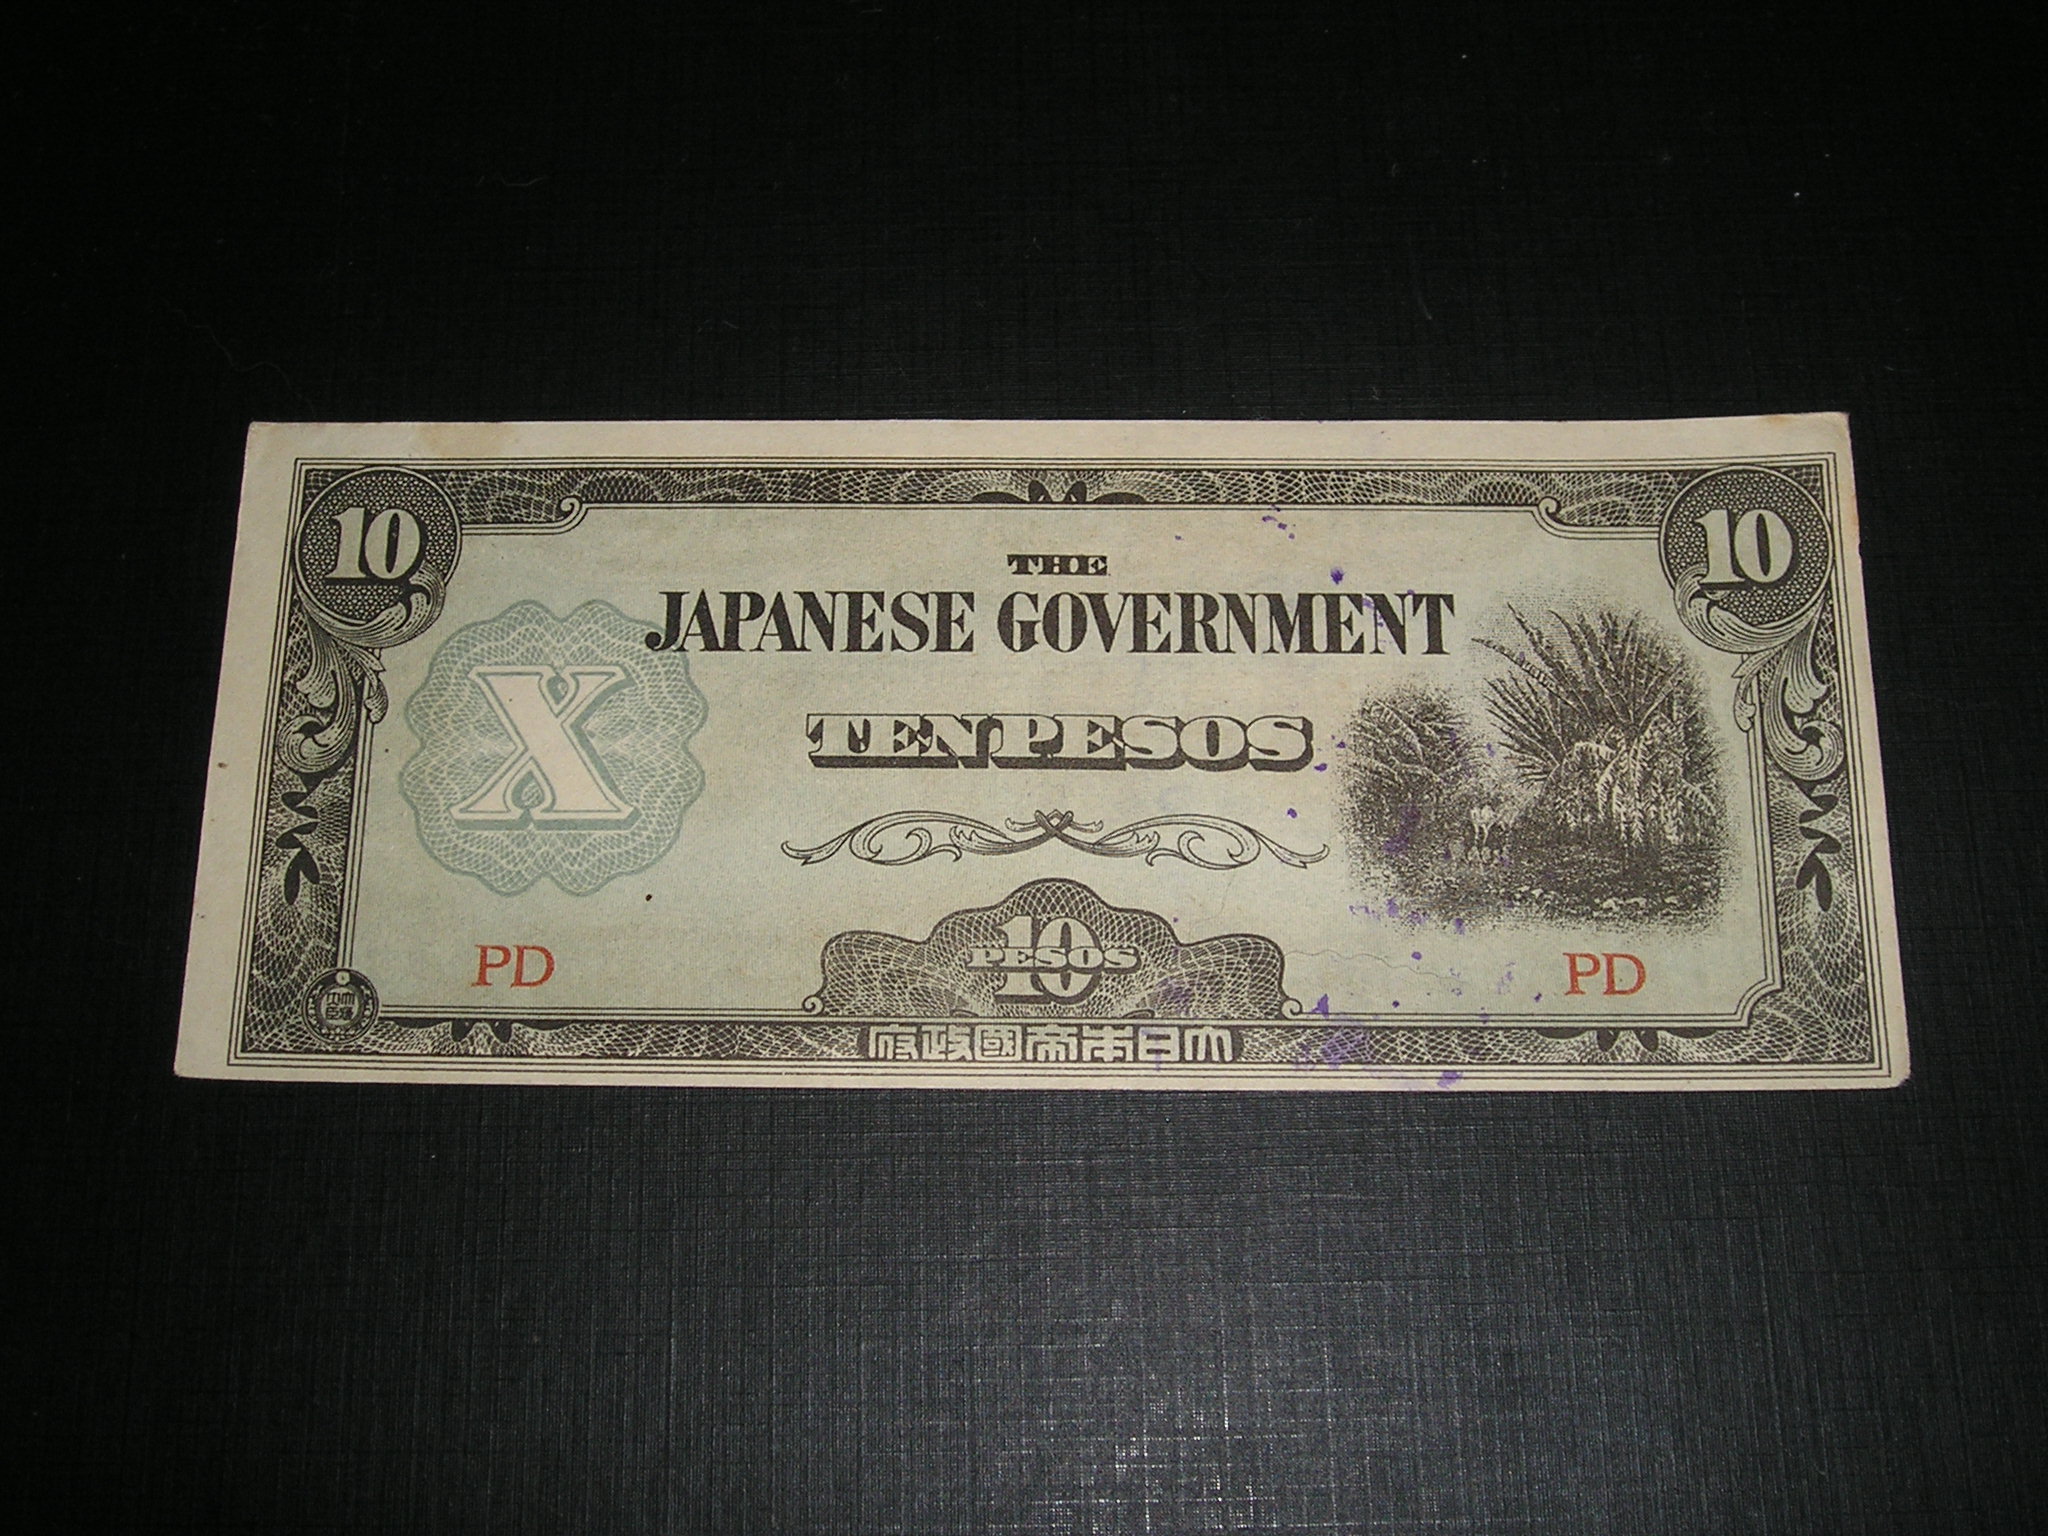 10 10
THE
JAPANESE GOVERNMENT
X
TEN PESOS
10
PESOS
PD PD
府政國帝本日大